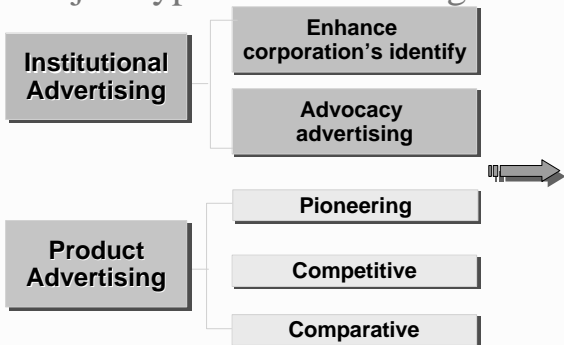 Institutional
Advertising
Enhance
corporation's identify
Advocacy
advertising
Product
Advertising
Pioneering
Competitive
Comparative